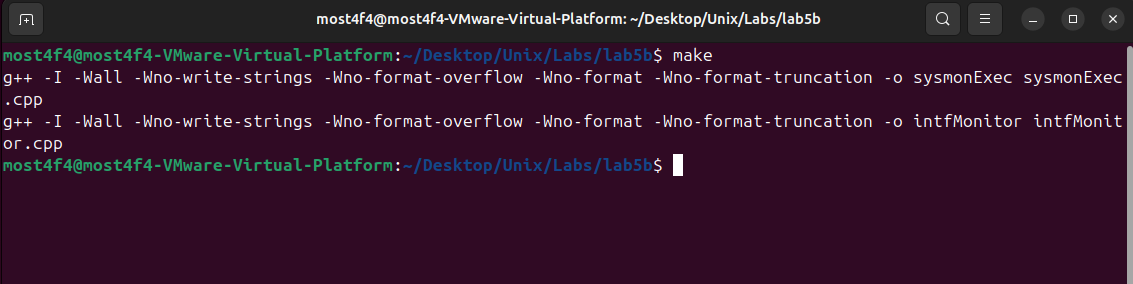 most4f4@most4f4-VMware-Virtual-Platform: ~/Desktop/Unix/Labs/lab5b
most4f4@most4f4-VMware-Virtual-Platform:~/Desktop/Unix/Labs/lab5b$ make
g++ -I -Wall -Wno-write-strings -Wno-format-overflow -Wno-format -Wno-format-truncation -o sysmonExec sysmonExec
.cpp
g++ -I -Wall -Wno-write-strings -Wno-format-overflow -Wno-format -Wno-format-truncation -o intfMonitor intfMonit
or.cpp
most4f4@most4f4-VMware-Virtual-Platform:~/Desktop/Unix/Labs/lab5b$